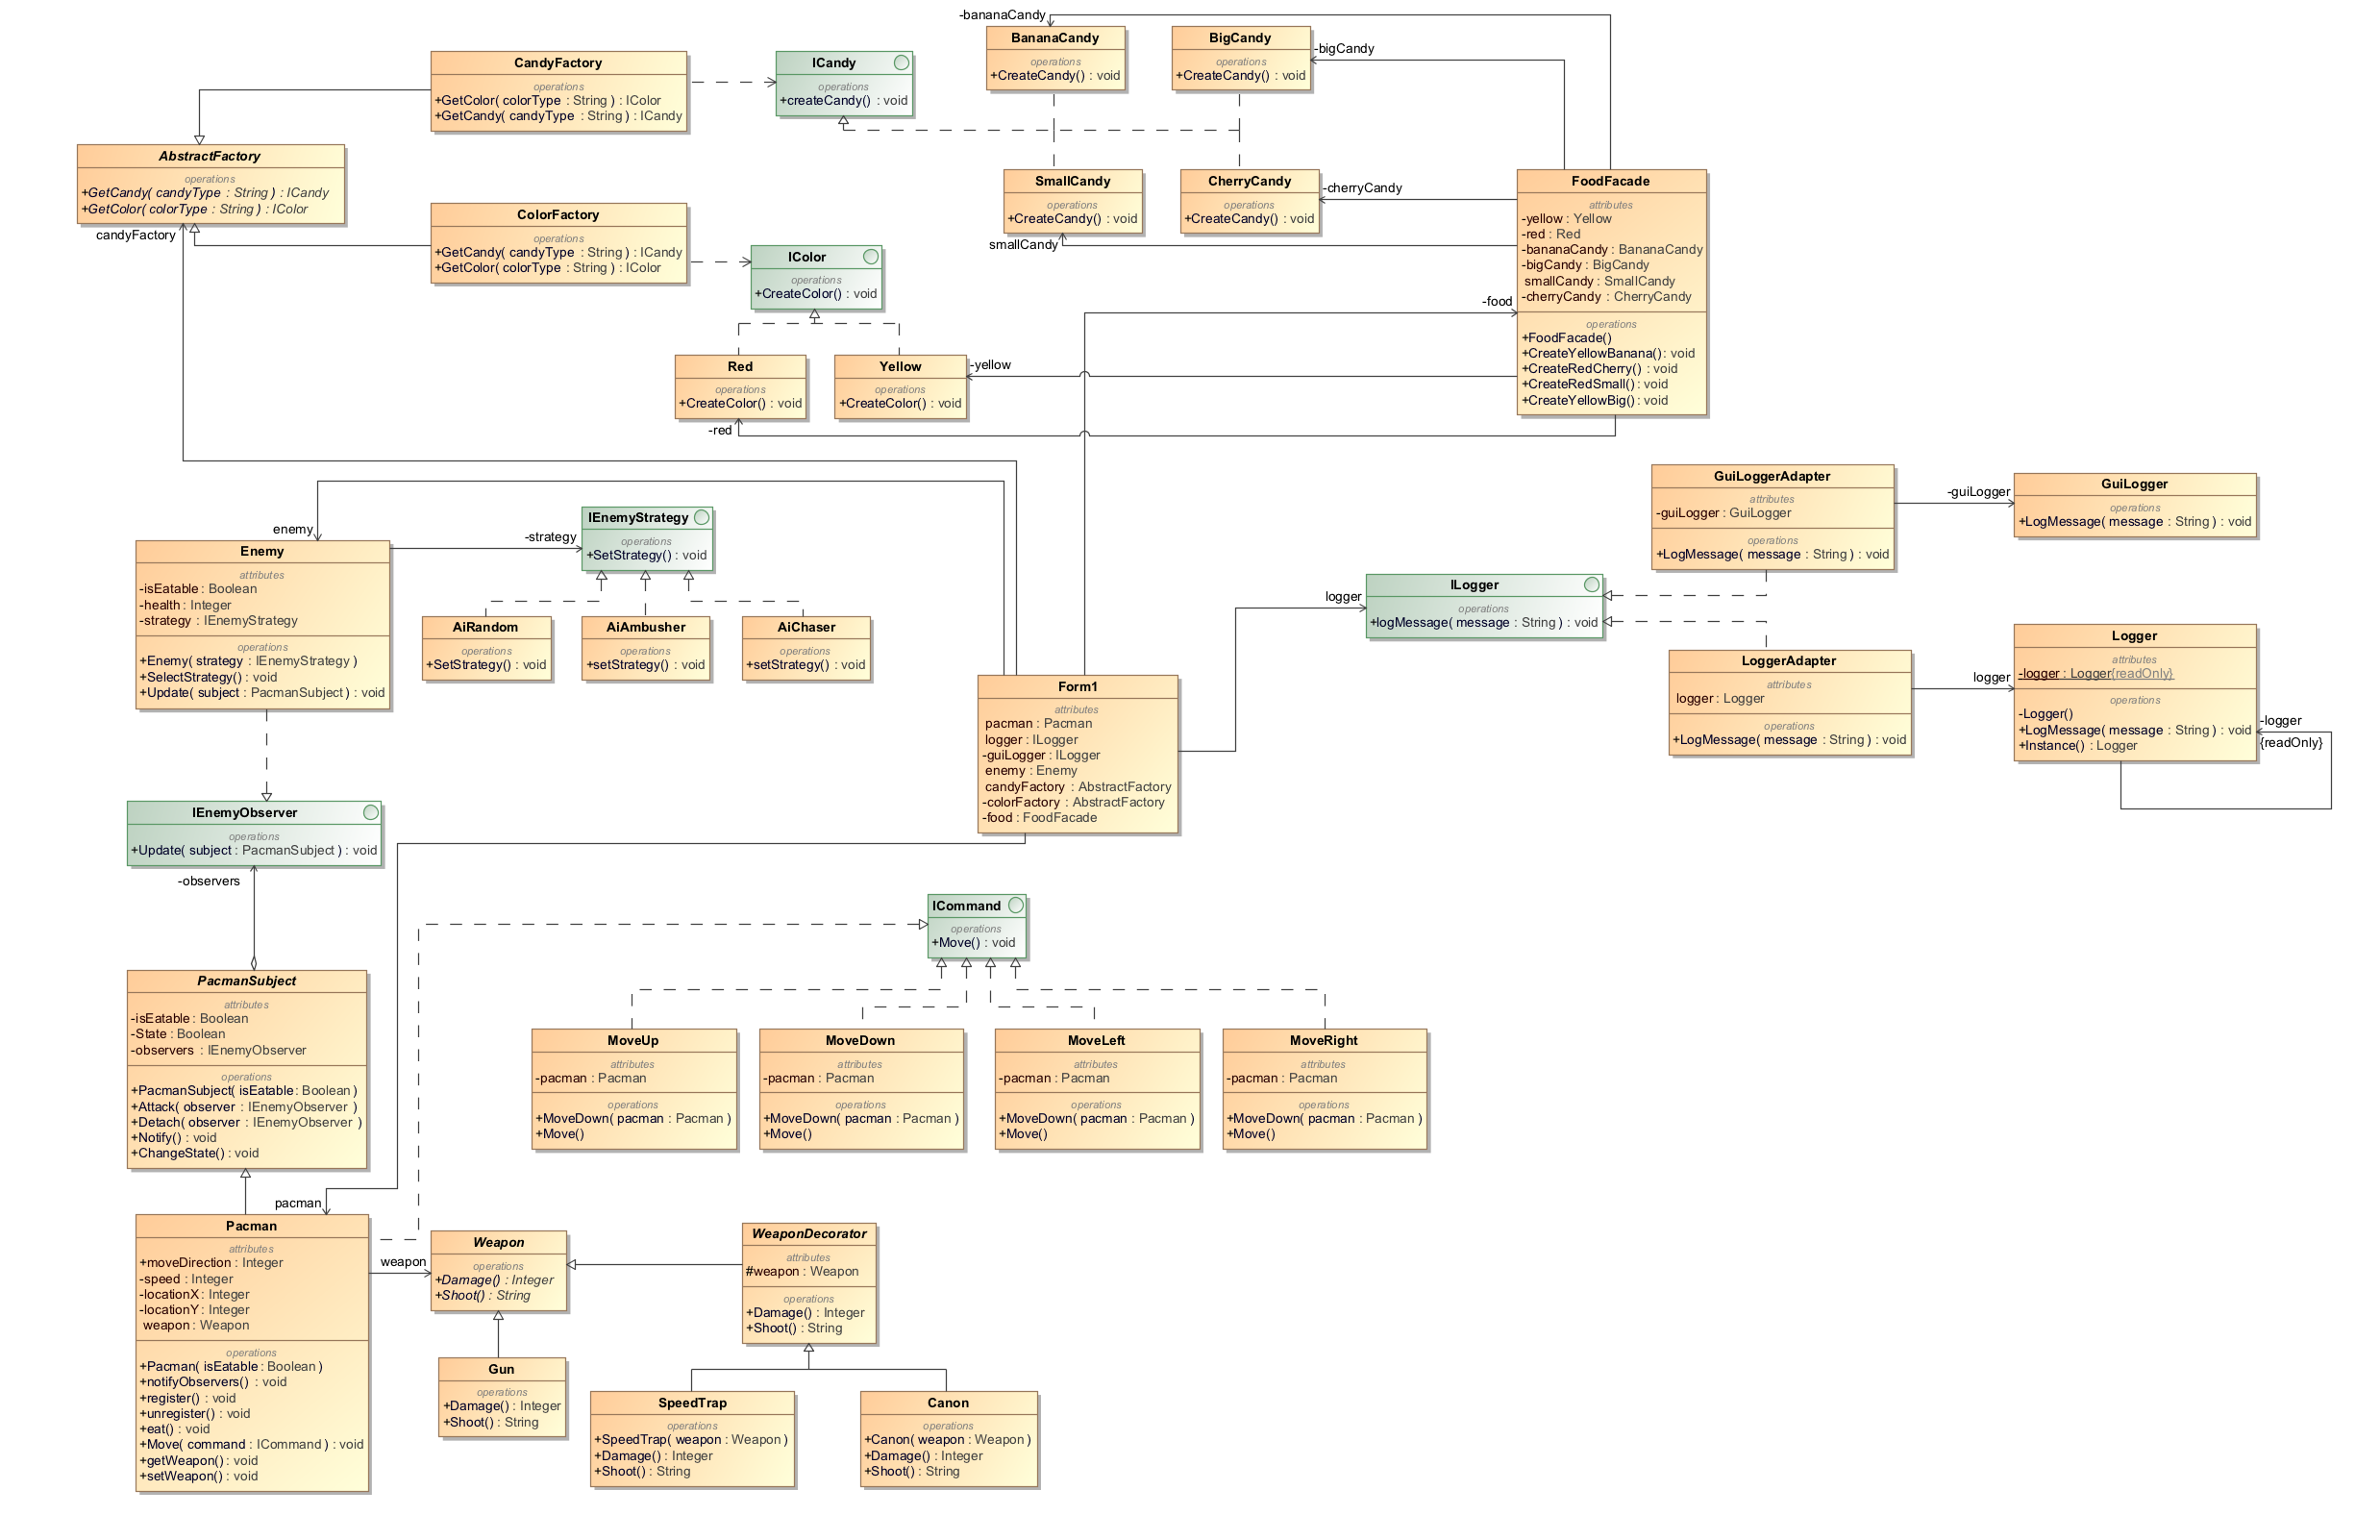 -bananaCandy
BananaCandy
operations
+CreateCandy() : void
BigCandy
operations
+CreateCandy() : void
-bigCandy
CandyFactory
operations
+GetColor( colorType : String ) : IColor
+GetCandy( candyType : String ) : ICandy
ICandy
operations
+createCandy() : void
AbstractFactory
operations
+GetCandy( candyType : String ) : ICandy
+GetColor( colorType : String ) : IColor
candyFactory
ColorFactory
operations
+GetCandy( candyType : String ) : ICandy
+GetColor( colorType : String ) : IColor
IColor
operations
+CreateColor() : void
SmallCandy
operations
+CreateCandy() : void
smallCandy
CherryCandy
operations
+CreateCandy() : void
-cherryCandy
FoodFacade
attributes
-yellow : Yellow
-red : Red
-bananaCandy : BananaCandy
-bigCandy : BigCandy
smallCandy : SmallCandy
-cherryCandy : CherryCandy
operations
+FoodFacade()
+CreateYellowBanana() : void
+CreateRedCherry() : void
+CreateRedSmall() : void
+CreateYellowBig() : void
-food
Red
operations
+CreateColor() : void
-red
Yellow
operations
+CreateColor() : void
-yellow
enemy
Enemy
attributes
-isEatable : Boolean
-health : Integer
-strategy : IEnemyStrategy
operations
+Enemy( strategy : IEnemyStrategy )
+SelectStrategy() : void
+Update( subject : PacmanSubject ) : void
-strategy
IEnemyStrategy
operations
+SetStrategy() : void
AiRandom
operations
+SetStrategy() : void
AiAmbusher
operations
+setStrategy() : void
AiChaser
operations
+setStrategy() : void
GuiLoggerAdapter
attributes
-guiLogger : GuiLogger
operations
+LogMessage( message : String ) : void
-guiLogger
GuiLogger
operations
+LogMessage( message : String ) : void
logger
ILogger
operations
+logMessage( message : String ) : void
LoggerAdapter
attributes
logger : Logger
operations
+LogMessage( message : String ) : void
logger
Logger
attributes
-logger : Logger{readOnly}
operations
-Logger()
+LogMessage( message : String ) : void
+Instance() : Logger
-logger
{readOnly}
Form1
attributes
pacman : Pacman
logger : ILogger
-guiLogger : ILogger
enemy : Enemy
candyFactory : AbstractFactory
-colorFactory : AbstractFactory
-food : FoodFacade
IEnemyObserver
operations
+Update( subject : PacmanSubject ) : void
-observers
PacmanSubject
attributes
-isEatable : Boolean
-State : Boolean
-observers : IEnemyObserver
operations
+PacmanSubject( isEatable : Boolean )
+Attack( observer : IEnemyObserver )
+Detach( observer : IEnemyObserver )
+Notify() : void
+ChangeState() : void
ICommand
operations
+Move() : void
MoveUp
attributes
-pacman : Pacman
operations
+MoveDown( pacman : Pacman )
+Move()
MoveDown
attributes
-pacman : Pacman
operations
+MoveDown( pacman : Pacman )
+Move()
MoveLeft
attributes
-pacman : Pacman
operations
+MoveDown( pacman : Pacman )
+Move()
MoveRight
attributes
-pacman : Pacman
operations
+MoveDown( pacman : Pacman )
+Move()
pacman
Pacman
attributes
+moveDirection : Integer
-speed : Integer
-locationX : Integer
-locationY : Integer
weapon : Weapon
operations
+Pacman( isEatable : Boolean )
+notifyObservers() : void
+register() : void
+unregister() : void
+eat() : void
+Move( command : ICommand ) : void
+getWeapon() : void
+setWeapon() : void
weapon
Weapon
operations
+Damage() : Integer
+Shoot() : String
WeaponDecorator
attributes
#weapon : Weapon
operations
+Damage() : Integer
+Shoot() : String
Gun
operations
+Damage() : Integer
+Shoot() : String
SpeedTrap
operations
+SpeedTrap( weapon : Weapon )
+Damage() : Integer
+Shoot() : String
Canon
operations
+Canon( weapon : Weapon )
+Damage() : Integer
+Shoot() : String